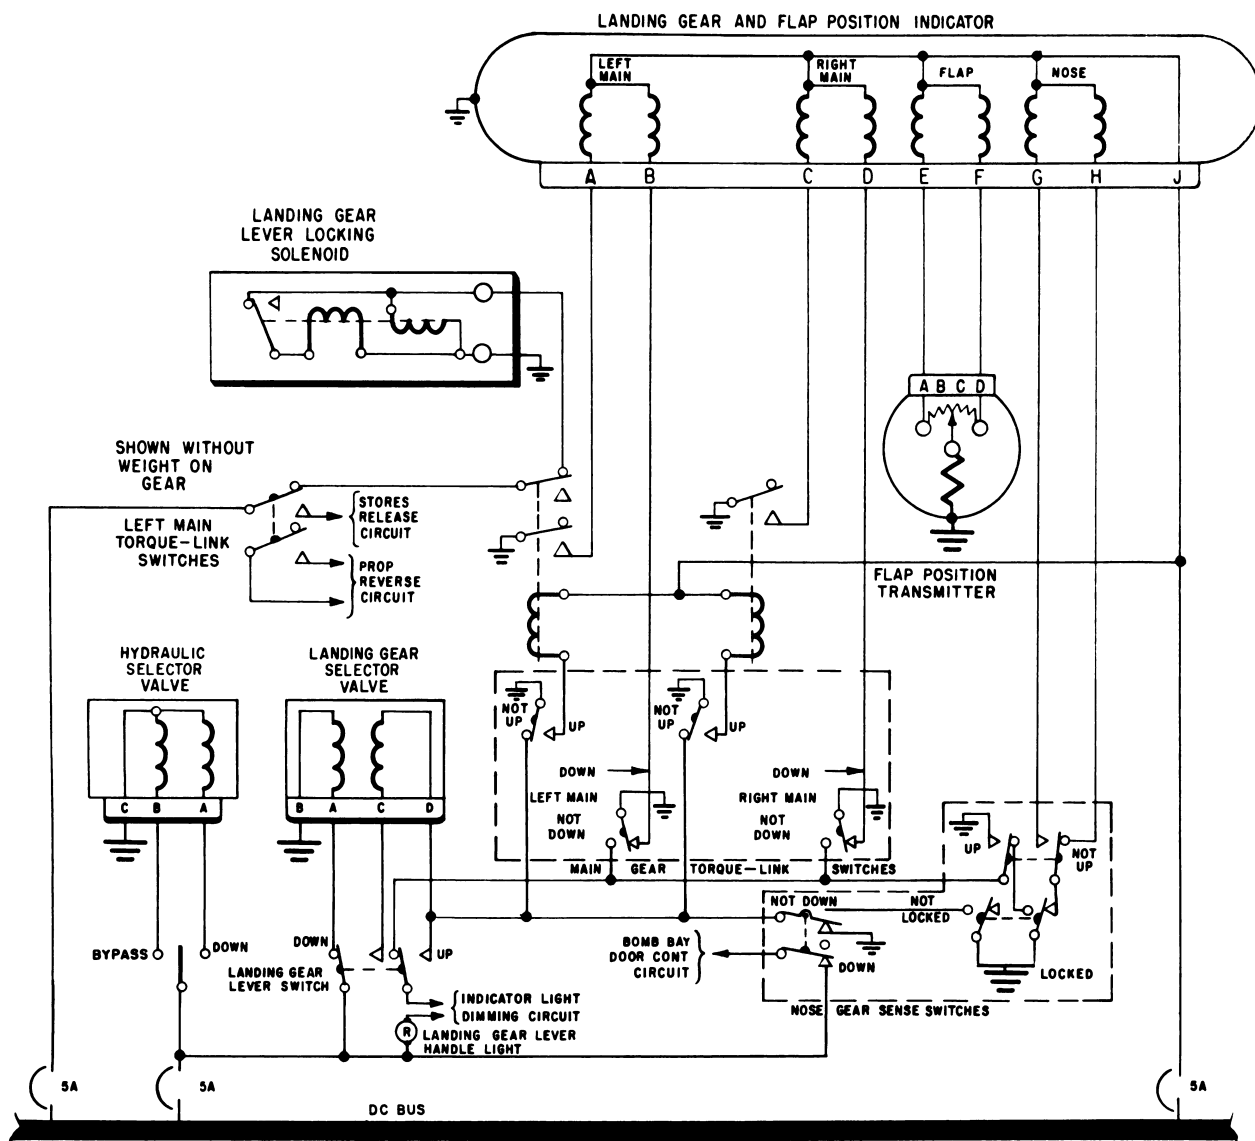 LANDING GEAR AND FLAP POSITION INDICATOR
LEFT
MAIN
RIGHT
MAIN
FLAP
NOSE
A B C D E F G H J
LANDING GEAR
LEVER LOCKING
SOLENOID
A B C D
SHOWN WITHOUT
WEIGHT ON
GEAR
LEFT MAIN
TORQUE-LINK
SWITCHES
STORES
RELEASE
CIRCUIT
PROP
REVERSE
CIRCUIT
FLAP POSITION
TRANSMITTER
HYDRAULIC
SELECTOR
VALVE
C B A
LANDING GEAR
SELECTOR
VALVE
B A C D
NOT
UP
UP
NOT
UP
UP
DOWN
DOWN
LEFT MAIN
NOT
DOWN
RIGHT MAIN
NOT
DOWN
MAIN GEAR TORQUE-LINK SWITCHES
UP
NOT
UP
NOT DOWN
NOT
LOCKED
BYPASS
DOWN
DOWN
UP
LANDING GEAR
LEVER SWITCH
BOMB BAY
DOOR CONT
CIRCUIT
DOWN
LOCKED
NOSE GEAR SENSE SWITCHES
INDICATOR LIGHT
DIMMING CIRCUIT
R
LANDING GEAR LEVER
HANDLE LIGHT
5A
5A
5A
DC BUS